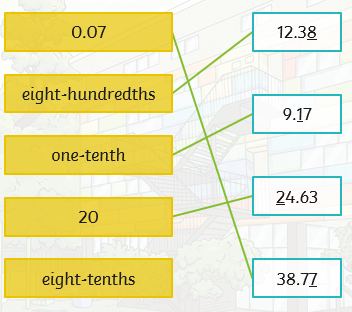 0.07
12.38
eight-hundredths
9.17
one-tenth
20
24.63
eight-tenths
38.77